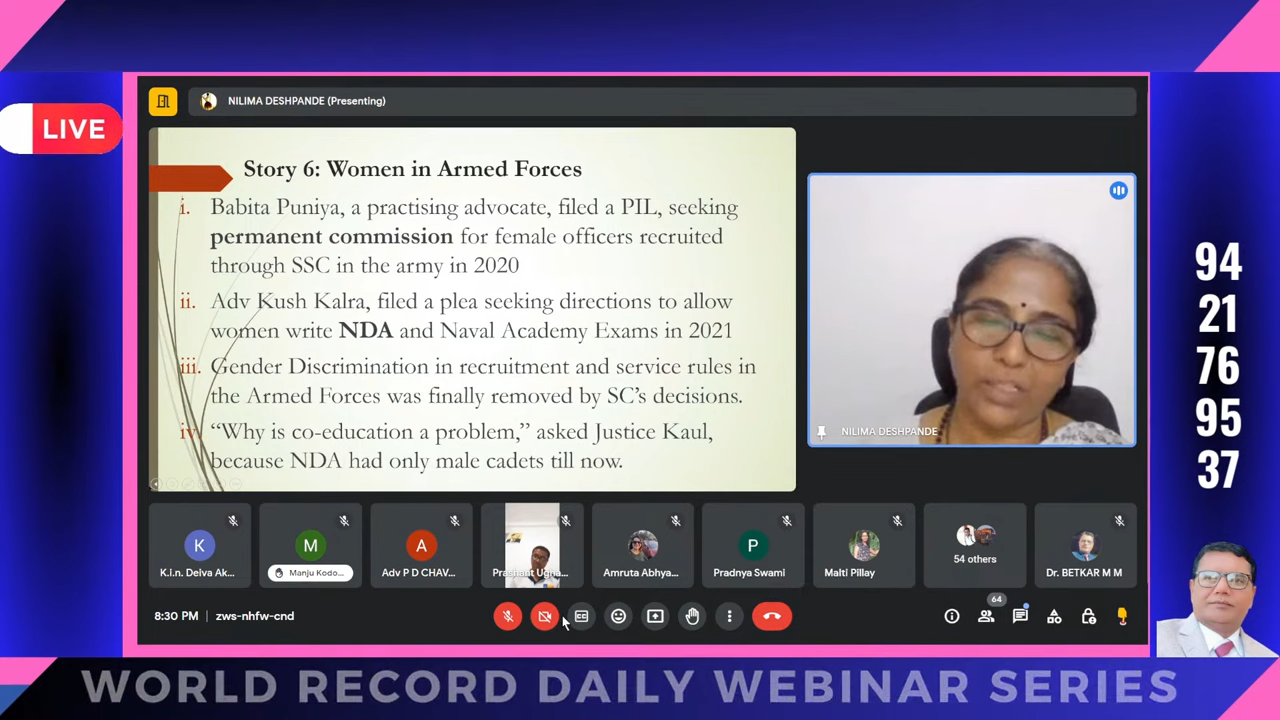 LIVE
NILIMA DESHPANDE (Presenting)
Story 6: Women in Armed Forces
i. Babita Puniya, a practising advocate, filed a PIL, seeking
permanent commission for female officers recruited
through SSC in the army in 2020
ii. Adv Kush Kalra, filed a plea seeking directions to allow
women write NDA and Naval Academy Exams in 2021
iii. Gender Discrimination in recruitment and service rules in
the Armed Forces was finally removed by SC's decisions.
iv. “Why is co-education a problem,” asked Justice Kaul,
because NDA had only male cadets till now.
NILIMA DESHPANDE
94
21
76
95
37
K
M
A
P
K.i.n. Deiva Ak...
Manju Kodo...
Adv P D CHAV...
Prashant Ugha...
Amruta Abhya...
Pradnya Swami
Malti Pillay
54 others
Dr. BETKAR M M
8:30 PM | zws-nhfw-cnd
64
WORLD RECORD DAILY WEBINAR SERIES